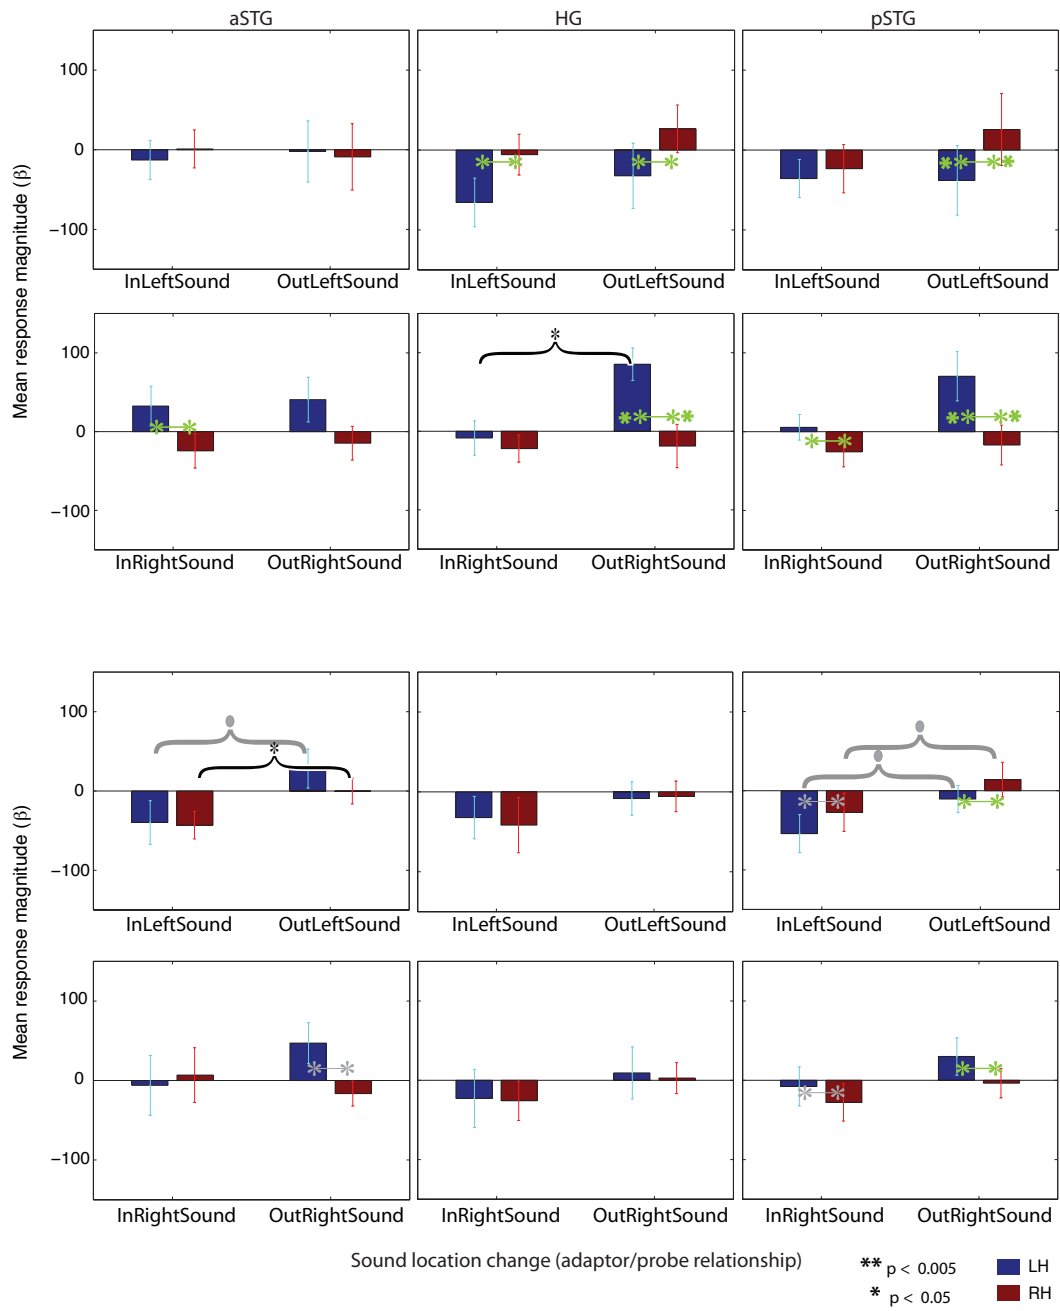 aSTG HG pSTG
Mean response magnitude (β)
100
0
−100
InLeftSound OutLeftSound InLeftSound OutLeftSound InLeftSound OutLeftSound
Mean response magnitude (β)
100
0
−100
InRightSound OutRightSound InRightSound OutRightSound InRightSound OutRightSound
Mean response magnitude (β)
100
0
−100
InLeftSound OutLeftSound InLeftSound OutLeftSound InLeftSound OutLeftSound
100
0
−100
InRightSound OutRightSound InRightSound OutRightSound InRightSound OutRightSound
Sound location change (adaptor/probe relationship)
** p < 0.005 LH
* p < 0.05 RH